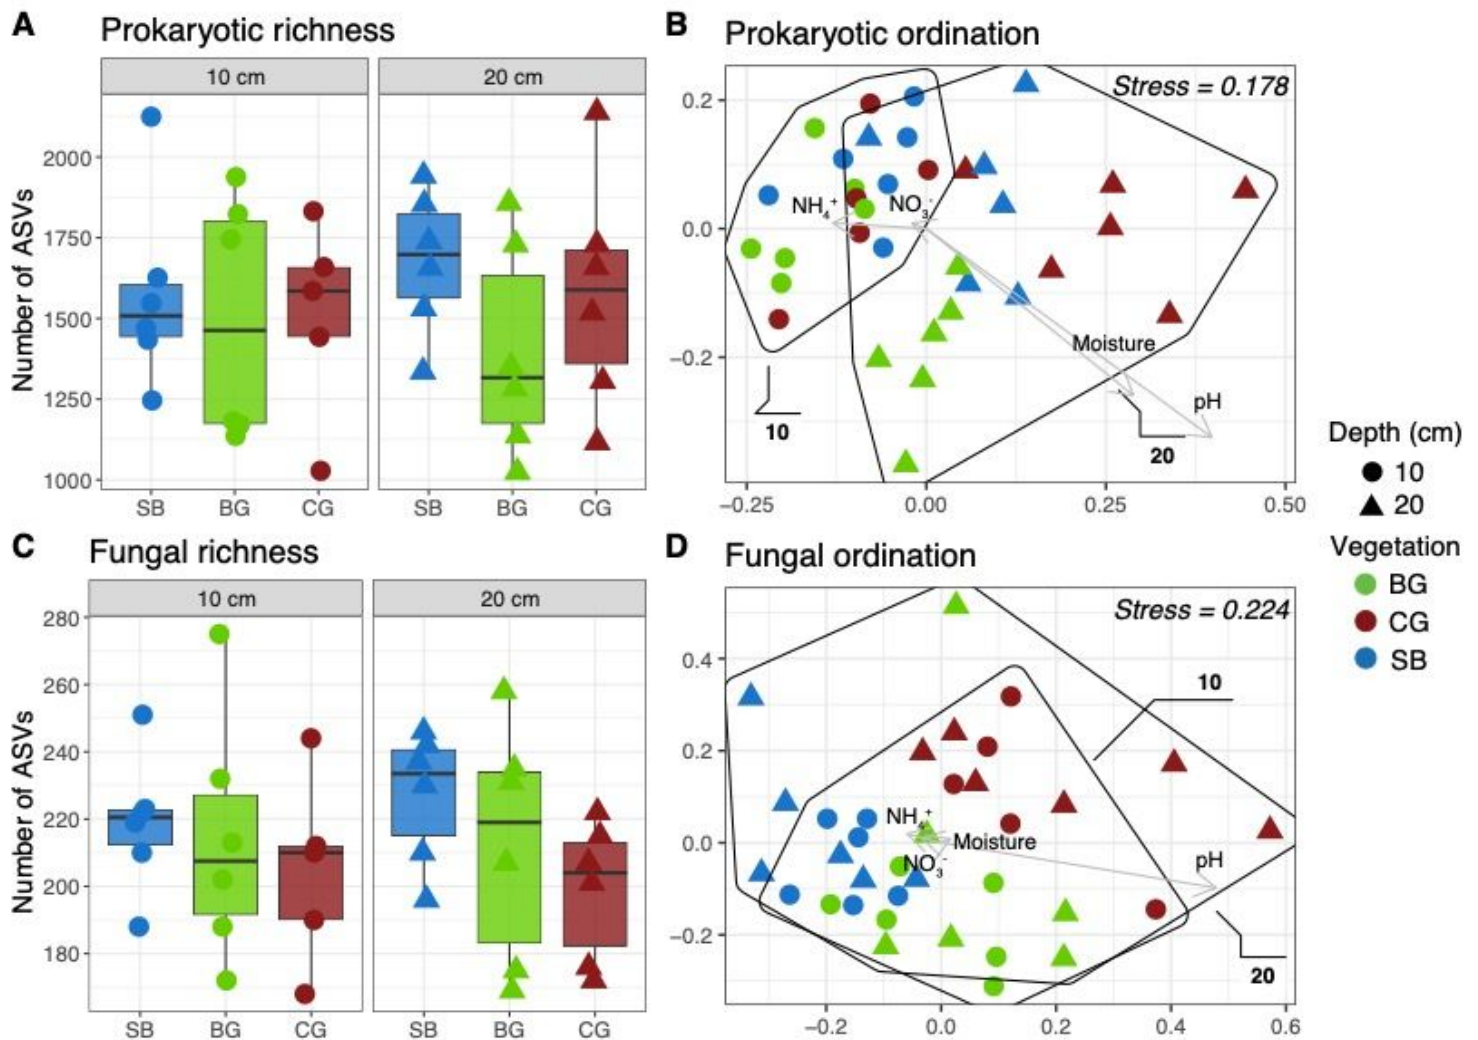 A Prokaryotic richness
10 cm 20 cm
Number of ASVs
2000
1750
1500
1250
1000
SB BG CG SB BG CG
B Prokaryotic ordination
Stress = 0.178
0.2
0.0
−0.2
NH4+
NO3-
Moisture
pH
10
20
−0.25 0.00 0.25 0.50
C Fungal richness
10 cm 20 cm
Number of ASVs
280
260
240
220
200
180
SB BG CG SB BG CG
D Fungal ordination
Stress = 0.224
0.4
0.2
0.0
−0.2
10
NH4+
Moisture
NO3-
pH
20
−0.2 0.0 0.2 0.4 0.6
Depth (cm)
10
20
Vegetation
BG
CG
SB